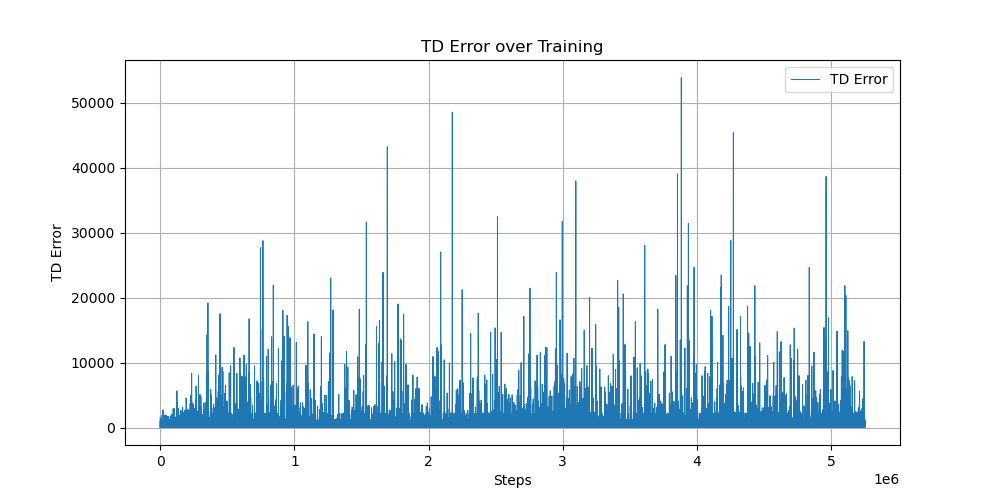 TD Error over Training
TD Error
50000
40000
30000
20000
10000
0
TD Error
0 1 2 3 4 5
1e6
Steps